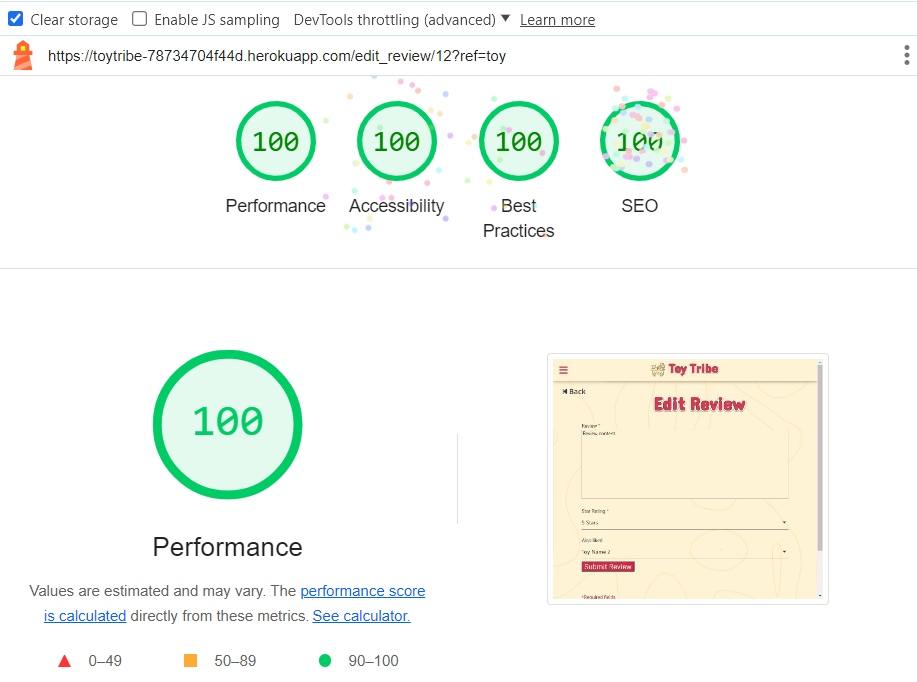 Clear storage Enable JS sampling DevTools throttling (advanced) ▼ Learn more
https://toytribe-78734704f44d.herokuapp.com/edit_review/12?ref=toy
100 100 100 100
Performance Accessibility Best Practices SEO
100
Performance
Values are estimated and may vary. The performance score
is calculated directly from these metrics. See calculator.
0–49 50–89 90–100
Toy Tribe
Back
Edit Review
Review *
Review content
Star Rating *
5 Stars
Also liked
Toy Name 2
Submit Review
*Required fields